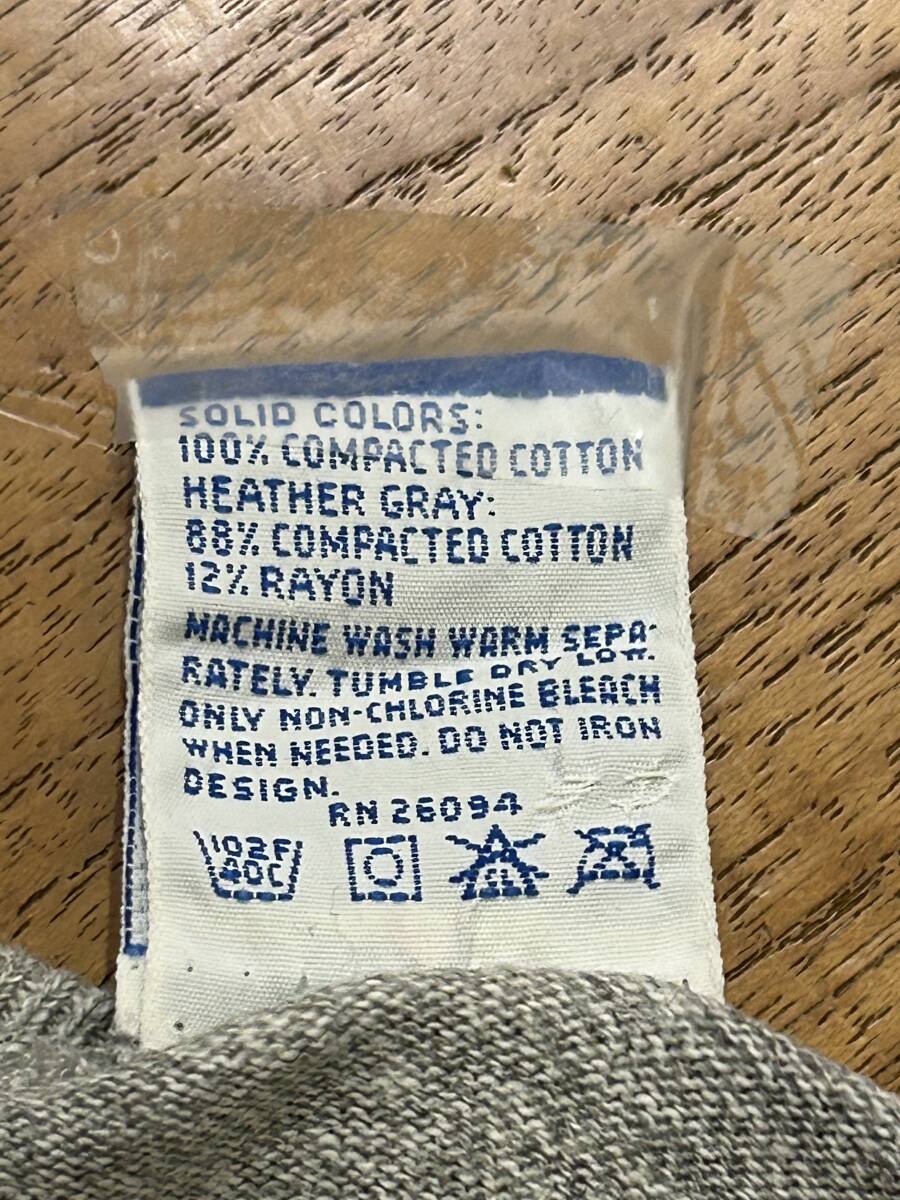 SOLID COLORS:
100% COMPACTED COTTON
HEATHER GRAY:
88% COMPACTED COTTON
12% RAYON
MACHINE WASH WARM SEPA-
RATELY. TUMBLE DRY LOW.
ONLY NON-CHLORINE BLEACH
WHEN NEEDED. DO NOT IRON
DESIGN.
RN 26094
102F
40C